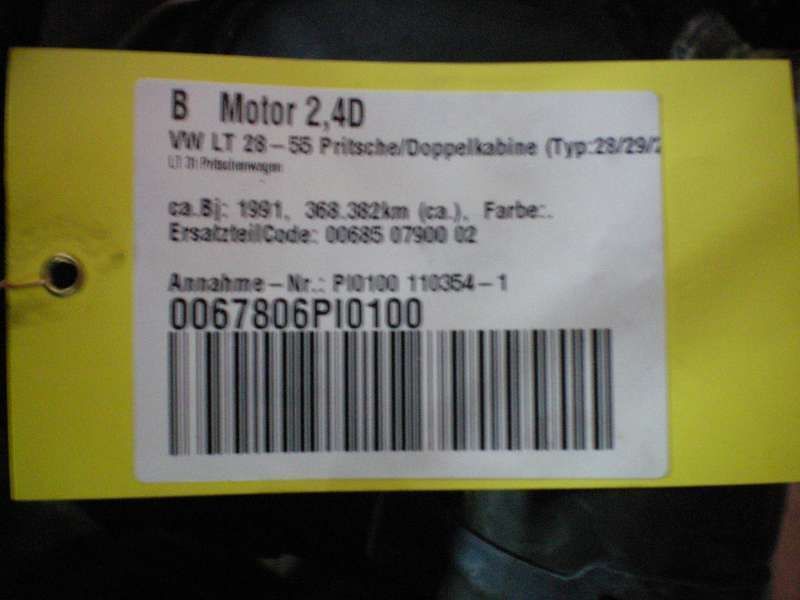 B Motor 2,4D
VW LT 28-55 Pritsche/Doppelkabine (Typ:28/29/2
LT 31 Pritschenwagen
ca.Bj: 1991, 368.382km (ca.), Farbe:.
ErsatzteilCode: 00685 07900 02
Annahme-Nr.: PI0100 110354-1
0067806PI0100